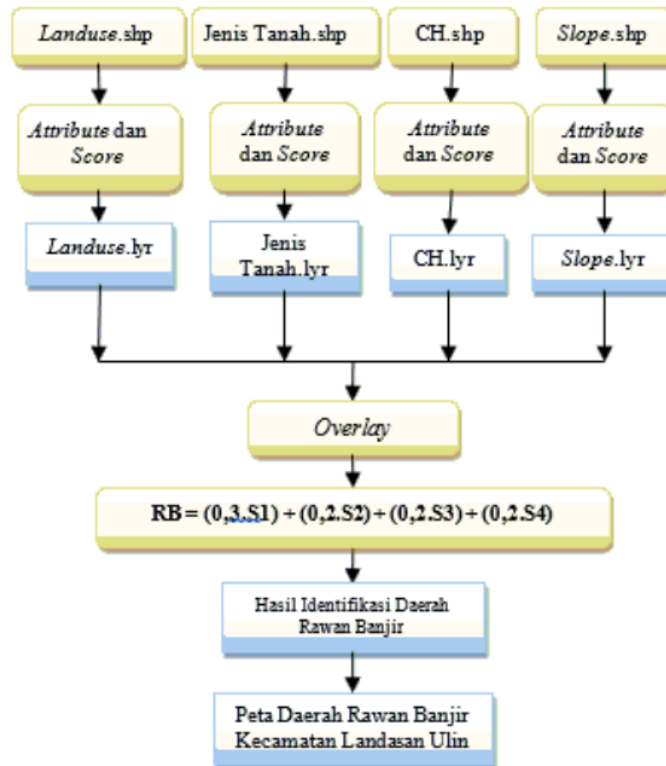 Landuse.shp
Jenis Tanah.shp
CH.shp
Slope.shp
Attribute dan
Score
Attribute
dan Score
Attribute
dan Score
Attribute
dan Score
Landuse.lyr
Jenis
Tanah.lyr
CH.lyr
Slope.lyr
Overlay
RB = (0,3.S1) + (0,2.S2) + (0,2.S3) + (0,2.S4)
Hasil Identifikasi Daerah
Rawan Banjir
Peta Daerah Rawan Banjir
Kecamatan Landasan Ulin